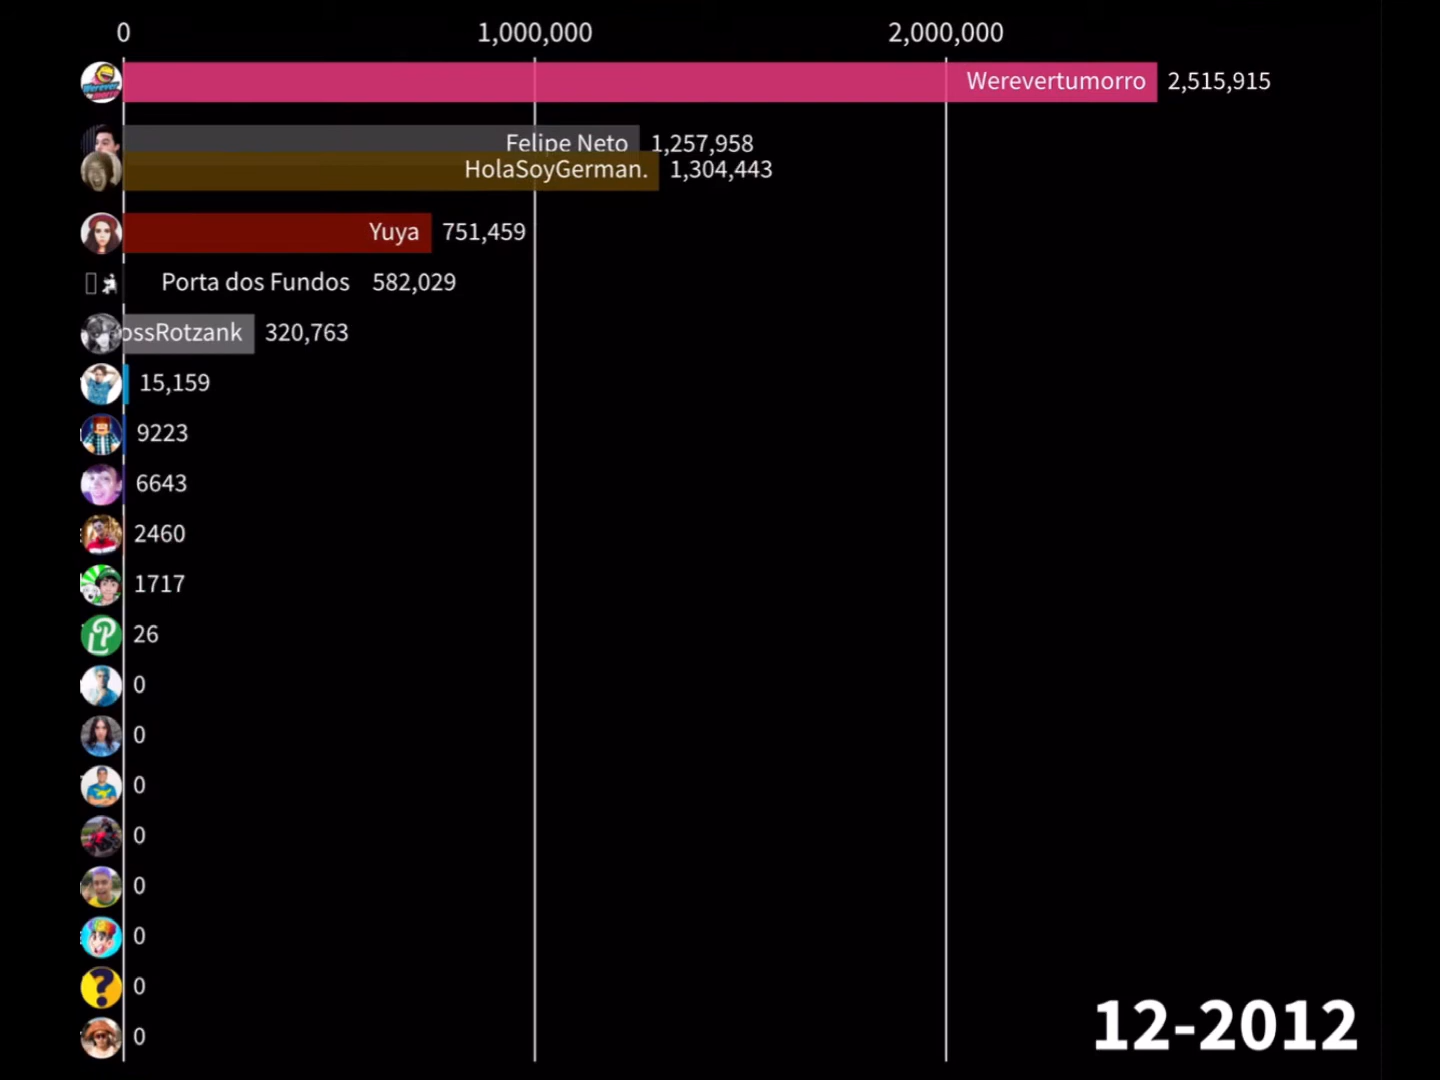 0 1,000,000 2,000,000
Werevertumorro 2,515,915
Felipe Neto 1,257,958
HolaSoyGerman. 1,304,443
Yuya 751,459
Porta dos Fundos 582,029
ossRotzank 320,763
15,159
9223
6643
2460
1717
26
0
0
0
0
0
0
0
0
12-2012